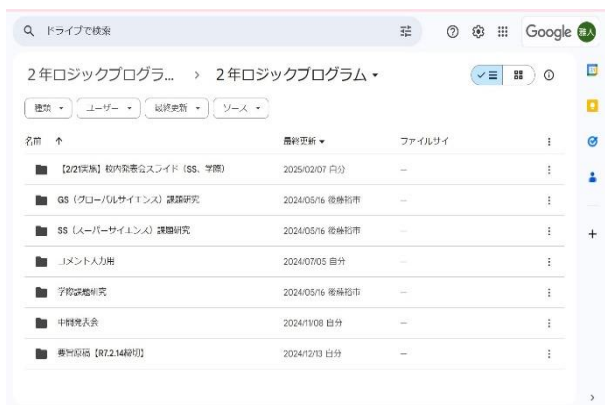 ドライブで検索
Google 雅人
2年ロジックプログラ... › 2年ロジックプログラム
種類 ユーザー 最終更新 ソース
名前 ↑ 最終更新 ファイルサイ
【2/21実施】校内発表会スライド（SS、学際） 2025/02/07 自分 —
GS（グローバルサイエンス）課題研究 2024/05/16 後藤裕市 —
SS（スーパーサイエンス）課題研究 2024/05/16 後藤裕市 —
コメント入力用 2024/07/05 自分 —
学際課題研究 2024/05/16 後藤裕市 —
中間発表会 2024/11/08 自分 —
要旨原稿【R7.2.14締切】 2024/12/13 自分 —